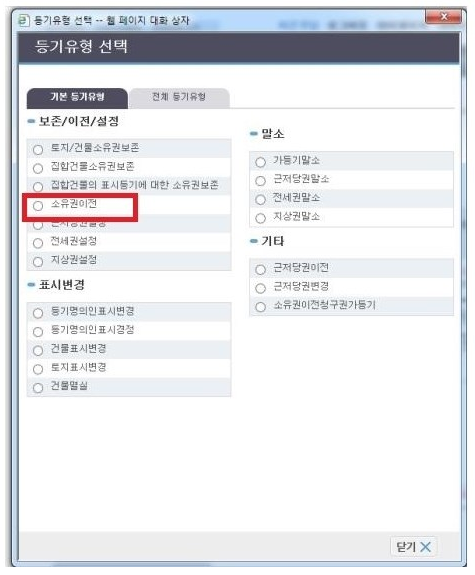 등기유형 선택 -- 웹 페이지 대화 상자
등기유형 선택
기본 등기유형
전체 등기유형
보존/이전/설정
토지/건물소유권보존
집합건물소유권보존
집합건물의 표시등기에 대한 소유권보존
소유권이전
근저당권설정
전세권설정
지상권설정
표시변경
등기명의인표시변경
등기명의인표시경정
건물표시변경
토지표시변경
건물멸실
말소
가등기말소
근저당권말소
전세권말소
지상권말소
기타
근저당권이전
근저당권변경
소유권이전청구권가등기
닫기